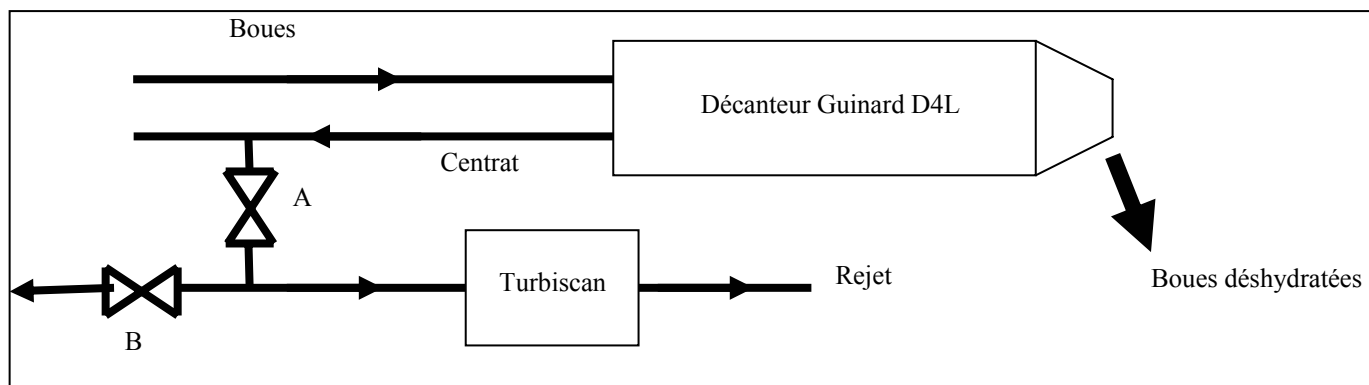 Boues
Décanteur Guinard D4L
Centrat
A
Turbiscan
Rejet
Boues déshydratées
B